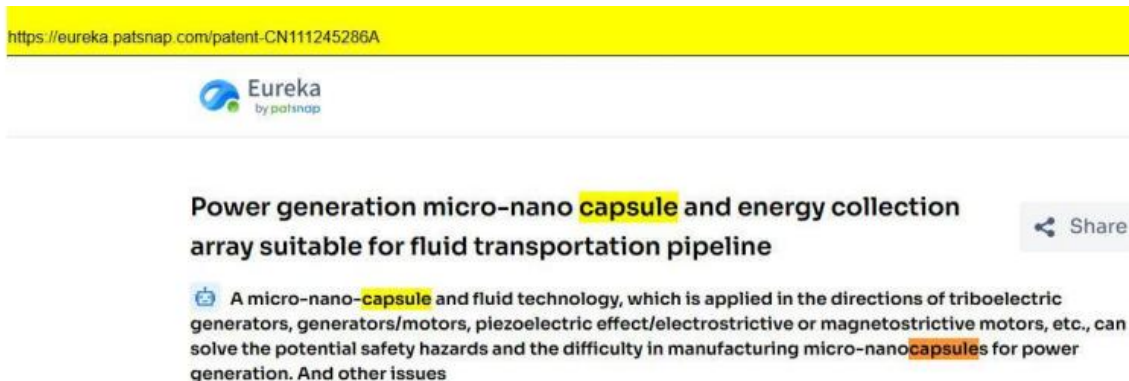 https://eureka.patsnap.com/patent-CN111245286A
Eureka
by patsnap
Power generation micro-nano capsule and energy collection
array suitable for fluid transportation pipeline
Share
A micro-nano-capsule and fluid technology, which is applied in the directions of triboelectric
generators, generators/motors, piezoelectric effect/electrostrictive or magnetostrictive motors, etc., can
solve the potential safety hazards and the difficulty in manufacturing micro-nanocapsules for power
generation. And other issues